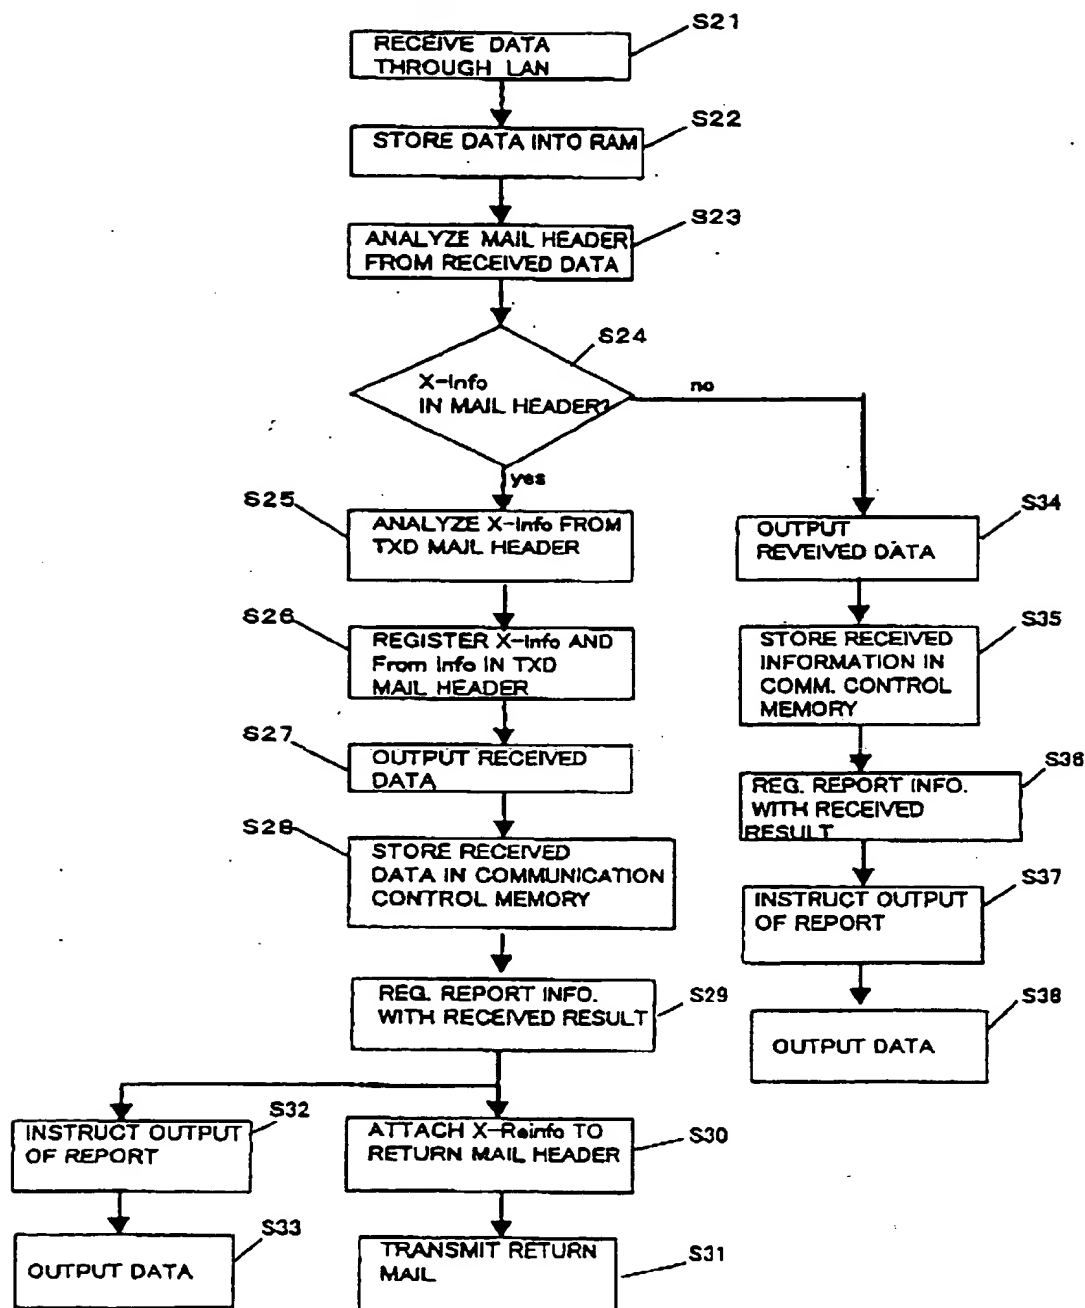 S21
RECEIVE DATA
THROUGH LAN
S22
STORE DATA INTO RAM
S23
ANALYZE MAIL HEADER
FROM RECEIVED DATA
S24
X-Info
IN MAIL HEADER?
no
yes
S25
ANALYZE X-Info FROM
TXD MAIL HEADER
S34
OUTPUT
REVEIVED DATA
S26
REGISTER X-Info AND
From Info IN TXD
MAIL HEADER
S35
STORE RECEIVED
INFORMATION IN
COMM. CONTROL
MEMORY
S27
OUTPUT RECEIVED
DATA
S36
REG. REPORT INFO.
WITH RECEIVED
RESULT
S28
STORE RECEIVED
DATA IN COMMUNICATION
CONTROL MEMORY
S37
INSTRUCT OUTPUT
OF REPORT
S29
REG. REPORT INFO.
WITH RECEIVED RESULT
S38
OUTPUT DATA
S32
INSTRUCT OUTPUT
OF REPORT
S30
ATTACH X-Reinfo TO
RETURN MAIL HEADER
S33
OUTPUT DATA
S31
TRANSMIT RETURN
MAIL